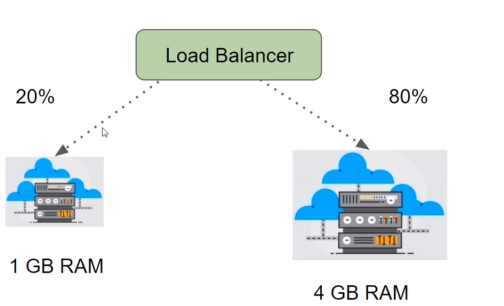 Load Balancer
20%
80%
1 GB RAM
4 GB RAM